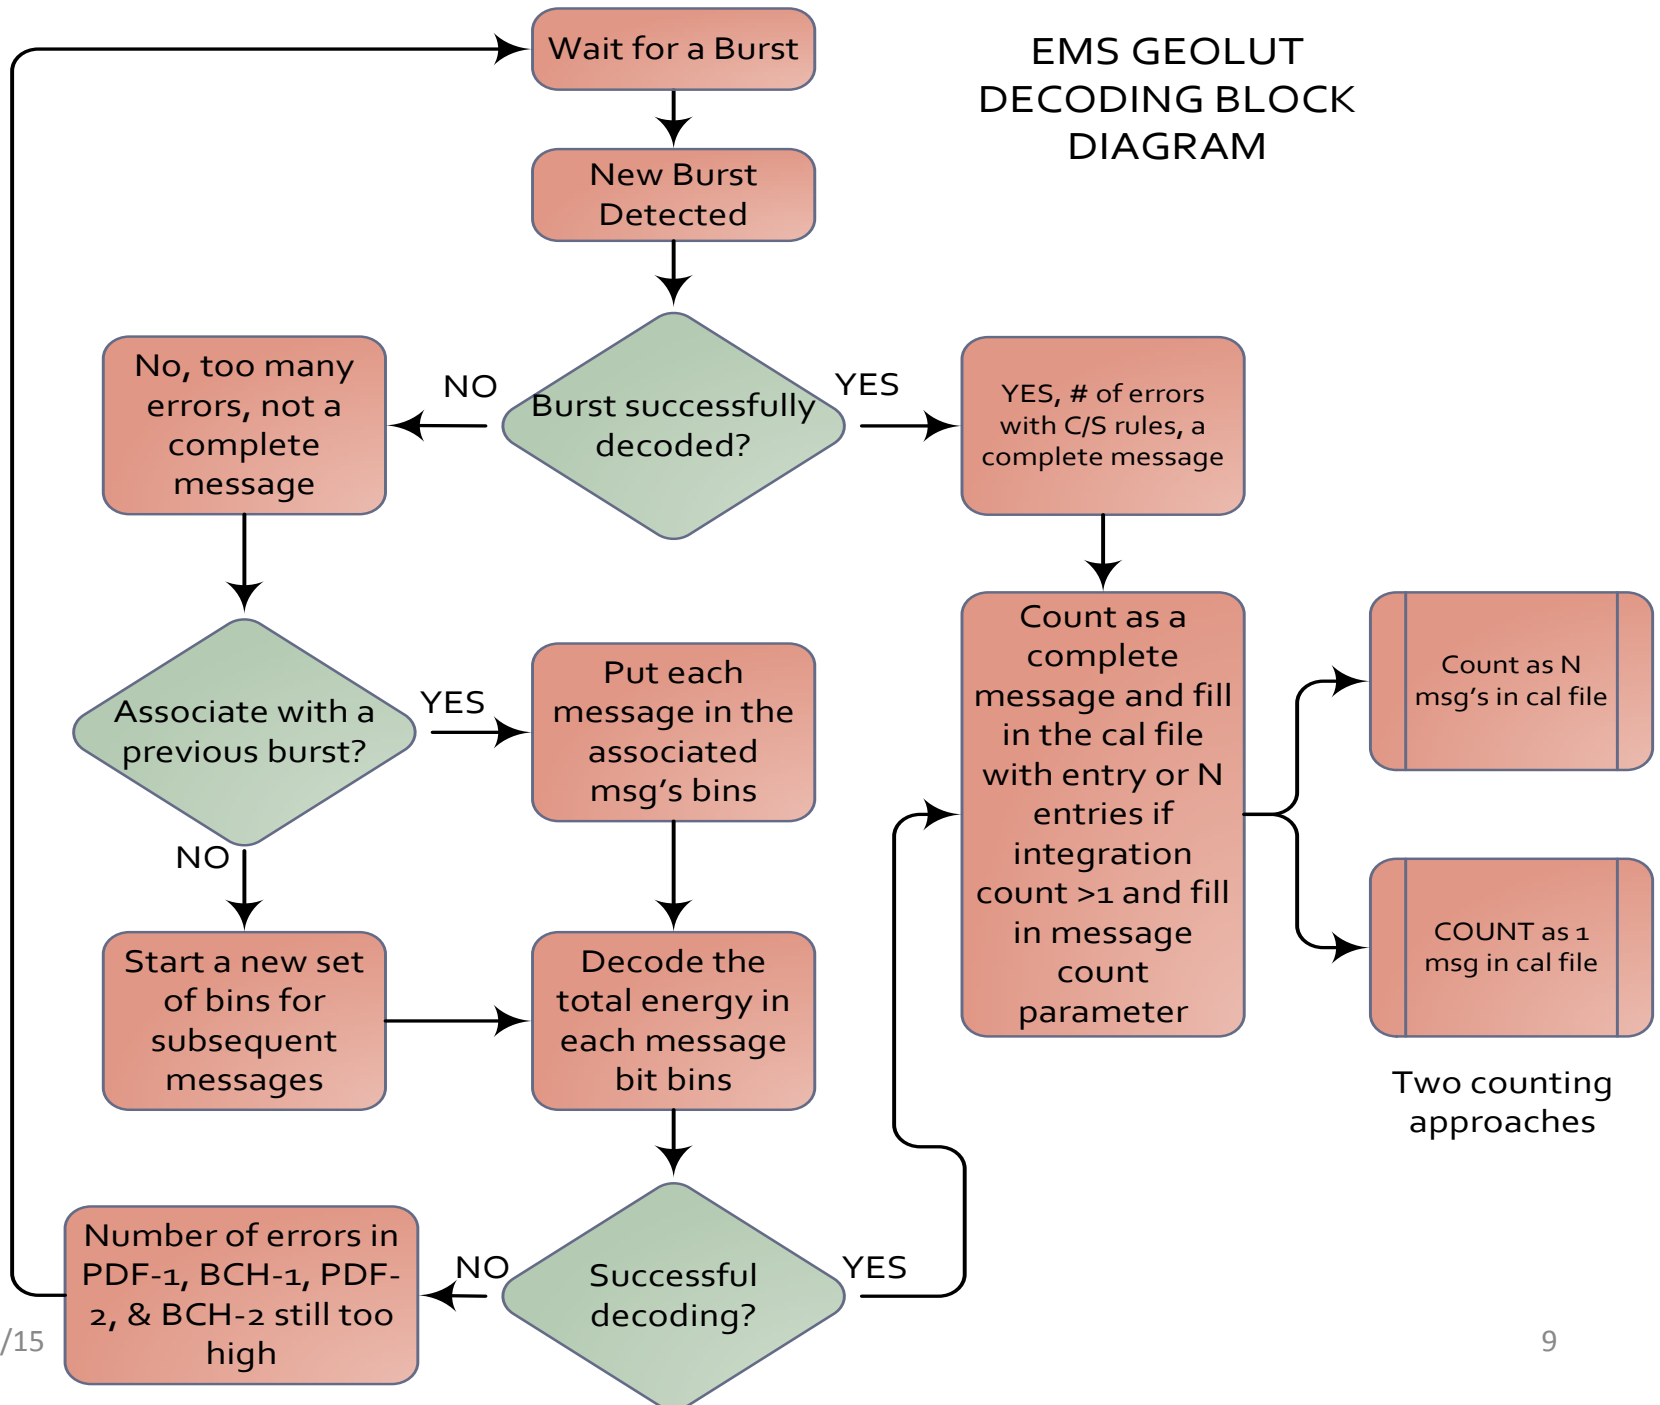 Wait for a Burst
EMS GEOLUT
DECODING BLOCK
DIAGRAM
New Burst
Detected
No, too many
errors, not a
complete
message
NO
Burst successfully
decoded?
YES
YES, # of errors
with C/S rules, a
complete message
Associate with a
previous burst?
YES
NO
Put each
message in the
associated
msg's bins
Count as a
complete
message and fill
in the cal file
with entry or N
entries if
integration
count >1 and fill
in message
count
parameter
Count as N
msg's in cal file
COUNT as 1
msg in cal file
Two counting
approaches
Start a new set
of bins for
subsequent
messages
Decode the
total energy in
each message
bit bins
Number of errors in
PDF-1, BCH-1, PDF-
2, & BCH-2 still too
high
NO
Successful
decoding?
YES
/15
9